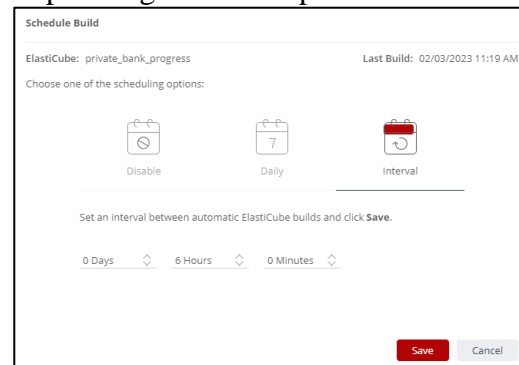 Schedule Build
ElastiCube: private_bank_progress Last Build: 02/03/2023 11:19 AM
Choose one of the scheduling options:
7
Disable Daily Interval
Set an interval between automatic ElastiCube builds and click Save.
0 Days 6 Hours 0 Minutes
Save Cancel